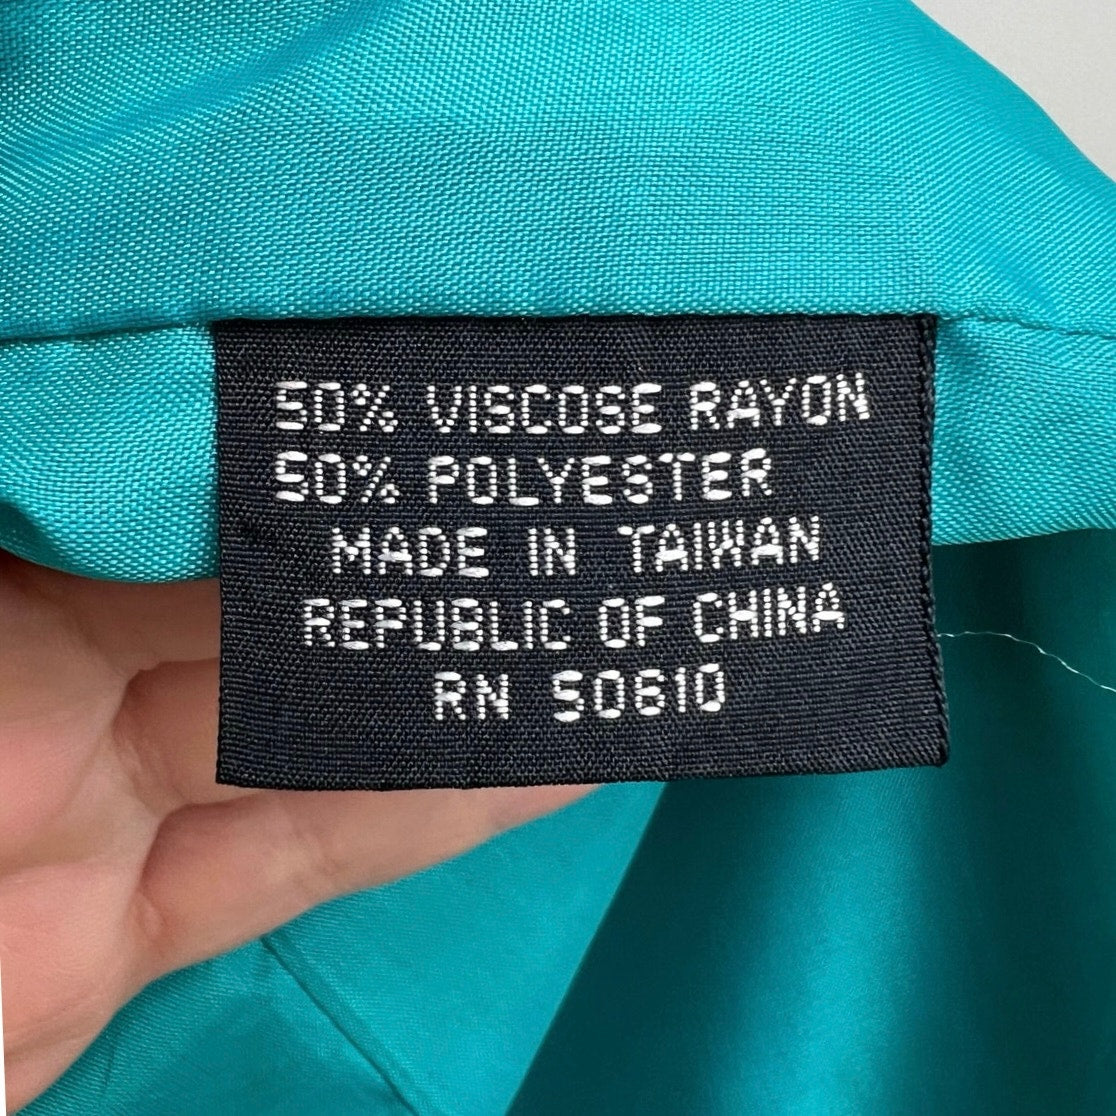 50% VISCOSE RAYON
50% POLYESTER
MADE IN TAIWAN
REPUBLIC OF CHINA
RN 50610